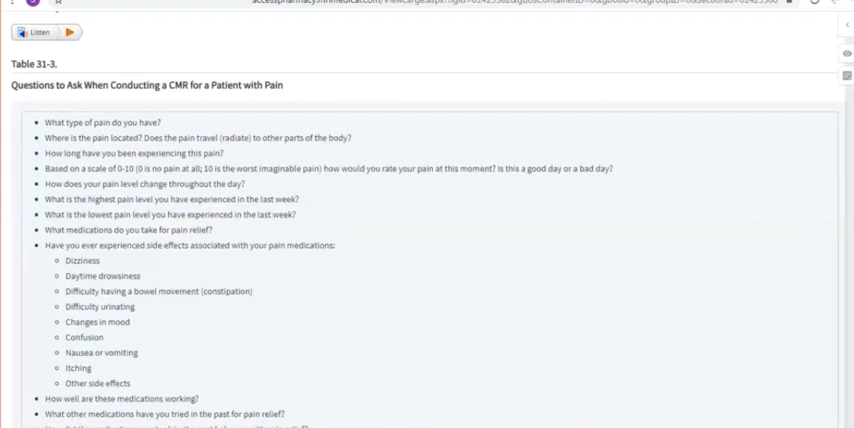 Listen
Table 31-3.
Questions to Ask When Conducting a CMR for a Patient with Pain
• What type of pain do you have?
• Where is the pain located? Does the pain travel (radiate) to other parts of the body?
• How long have you been experiencing this pain?
• Based on a scale of 0-10 (0 is no pain at all; 10 is the worst imaginable pain) how would you rate your pain at this moment? Is this a good day or a bad day?
• How does your pain level change throughout the day?
• What is the highest pain level you have experienced in the last week?
• What is the lowest pain level you have experienced in the last week?
• What medications do you take for pain relief?
• Have you ever experienced side effects associated with your pain medications:
○ Dizziness
○ Daytime drowsiness
○ Difficulty having a bowel movement (constipation)
○ Difficulty urinating
○ Changes in mood
○ Confusion
○ Nausea or vomiting
○ Itching
○ Other side effects
• How well are these medications working?
• What other medications have you tried in the past for pain relief?